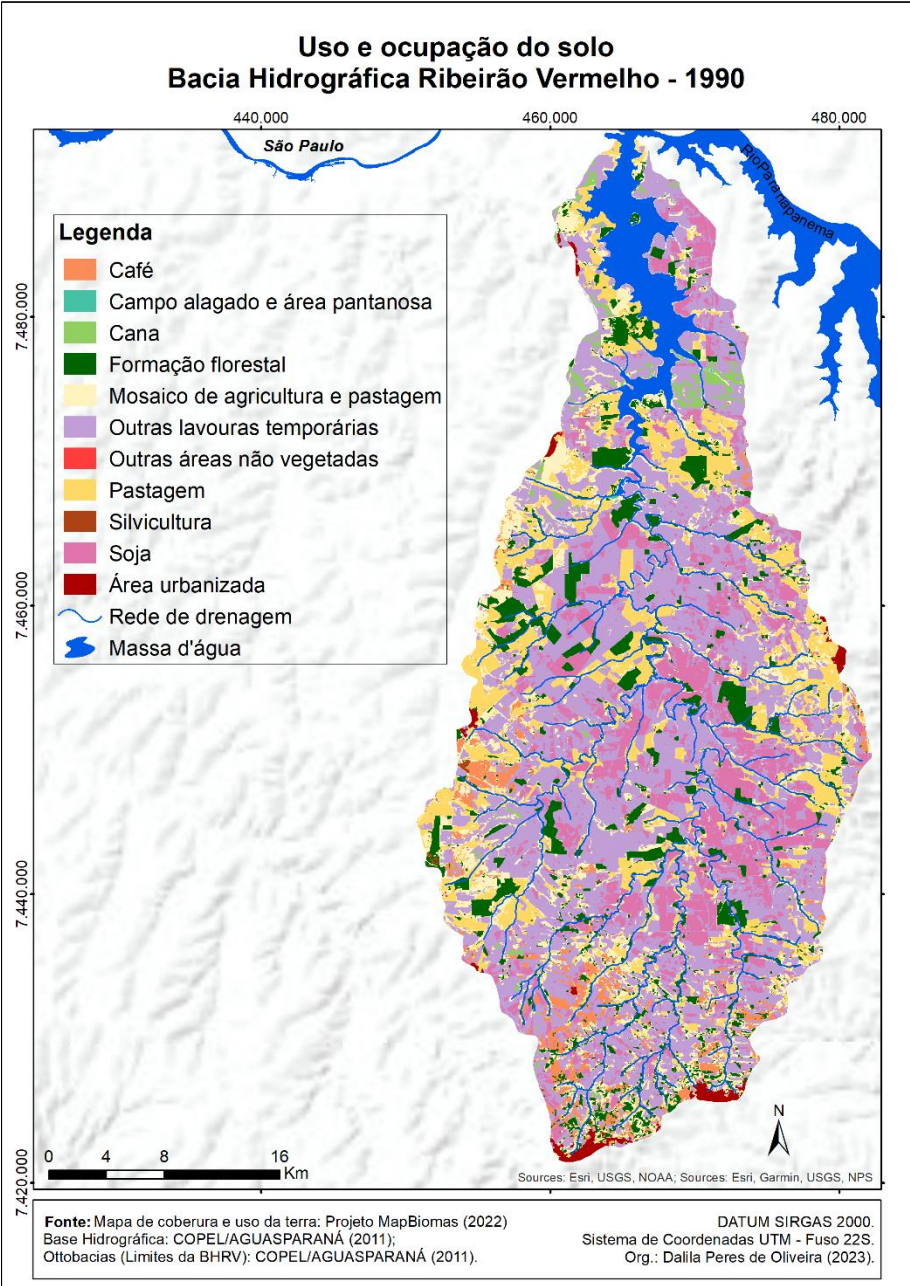 Uso e ocupação do solo
Bacia Hidrográfica Ribeirão Vermelho - 1990
440.000
460.000
480.000
São Paulo
Rio Paranapanema
Legenda
Café
Campo alagado e área pantanosa
Cana
Formação florestal
Mosaico de agricultura e pastagem
Outras lavouras temporárias
Outras áreas não vegetadas
Pastagem
Silvicultura
Soja
Área urbanizada
Rede de drenagem
Massa d'água
7.480.000
7.460.000
7.440.000
7.420.000
N
0 4 8 16
Km
Sources: Esri, USGS, NOAA; Sources: Esri, Garmin, USGS, NPS
Fonte: Mapa de coberura e uso da terra: Projeto MapBiomas (2022)
Base Hidrográfica: COPEL/AGUASPARANÁ (2011);
Ottobacias (Limites da BHRV): COPEL/AGUASPARANÁ (2011).
DATUM SIRGAS 2000.
Sistema de Coordenadas UTM - Fuso 22S.
Org.: Dalila Peres de Oliveira (2023).